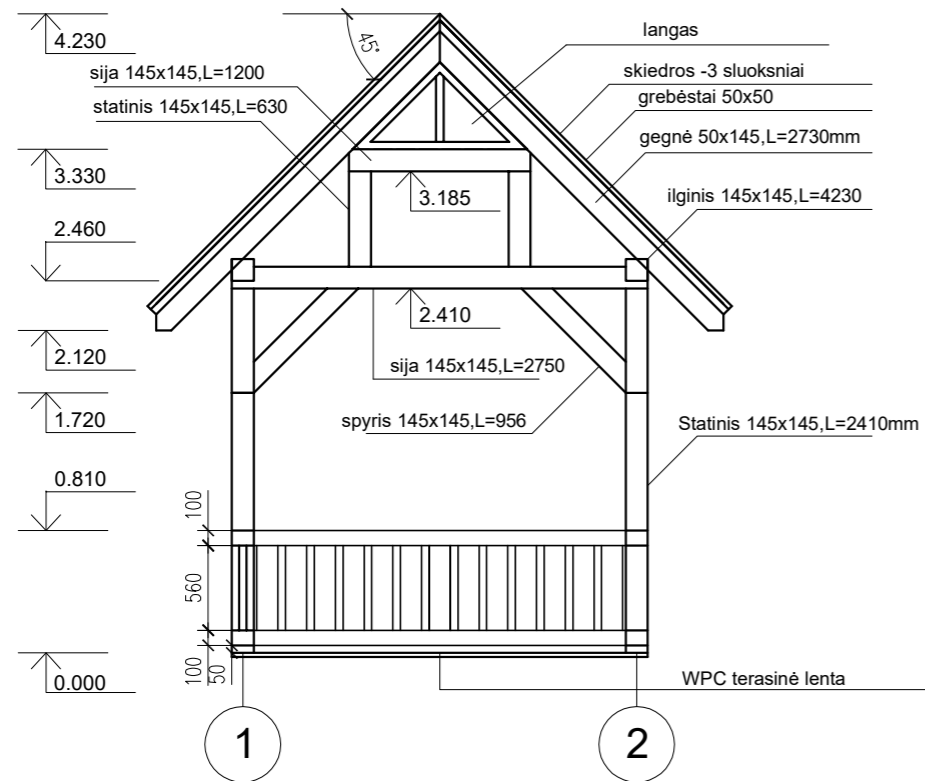 4.230
45°
langas
sija 145x145,L=1200
skiedros -3 sluoksniai
statinis 145x145,L=630
grebėstai 50x50
gegnė 50x145,L=2730mm
3.330
3.185
ilginis 145x145,L=4230
2.460
2.410
2.120
sija 145x145,L=2750
1.720
spyris 145x145,L=956
Statinis 145x145,L=2410mm
0.810
100
560
100
50
0.000
WPC terasinė lenta
1
2